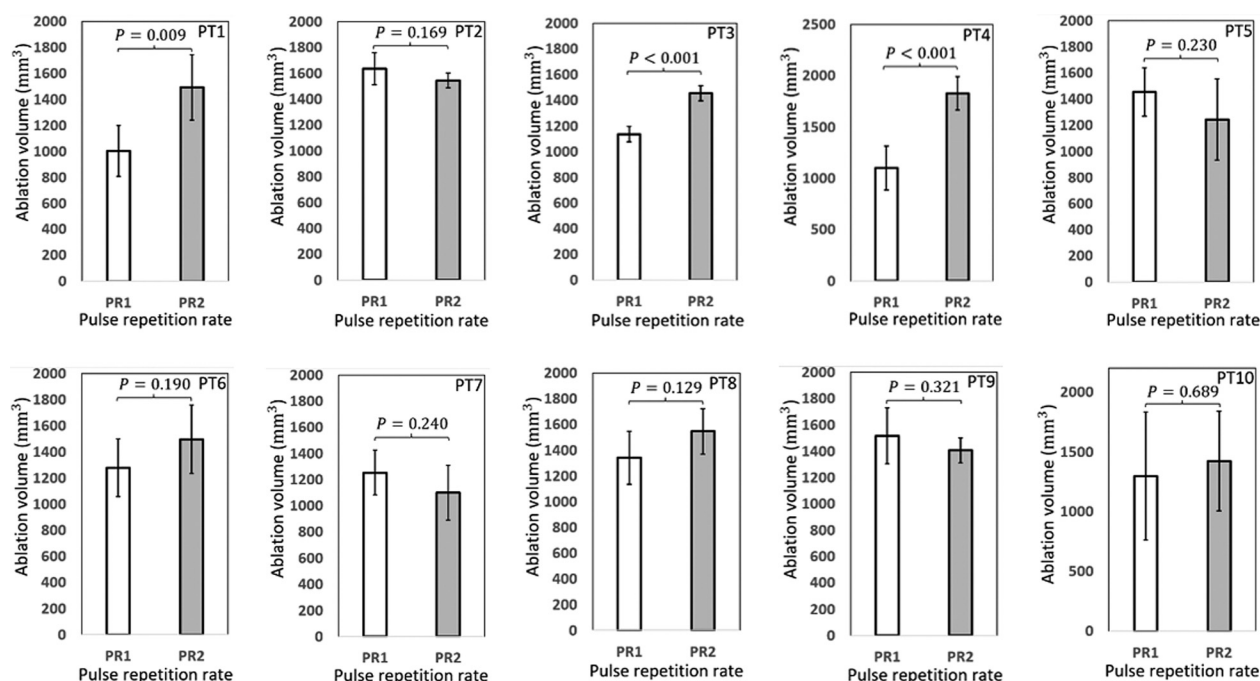 2000
1800
1600
1400
1200
1000
800
600
400
200
0
Ablation volume (mm³)
PT1
P = 0.009
PR1 PR2
Pulse repetition rate
2000
1800
1600
1400
1200
1000
800
600
400
200
0
Ablation volume (mm³)
PT2
P = 0.169
PR1 PR2
Pulse repetition rate
2000
1800
1600
1400
1200
1000
800
600
400
200
0
Ablation volume (mm³)
PT3
P < 0.001
PR1 PR2
Pulse repetition rate
2500
2000
1500
1000
500
0
Ablation volume (mm³)
PT4
P < 0.001
PR1 PR2
Pulse repetition rate
2000
1800
1600
1400
1200
1000
800
600
400
200
0
Ablation volume (mm³)
PT5
P = 0.230
PR1 PR2
Pulse repetition rate
2000
1800
1600
1400
1200
1000
800
600
400
200
0
Ablation volume (mm³)
PT6
P = 0.190
PR1 PR2
Pulse repetition rate
2000
1800
1600
1400
1200
1000
800
600
400
200
0
Ablation volume (mm³)
PT7
P = 0.240
PR1 PR2
Pulse repetition rate
2000
1800
1600
1400
1200
1000
800
600
400
200
0
Ablation volume (mm³)
PT8
P = 0.129
PR1 PR2
Pulse repetition rate
2000
1800
1600
1400
1200
1000
800
600
400
200
0
Ablation volume (mm³)
PT9
P = 0.321
PR1 PR2
Pulse repetition rate
2000
1500
1000
500
0
Ablation volume (mm³)
PT10
P = 0.689
PR1 PR2
Pulse repetition rate